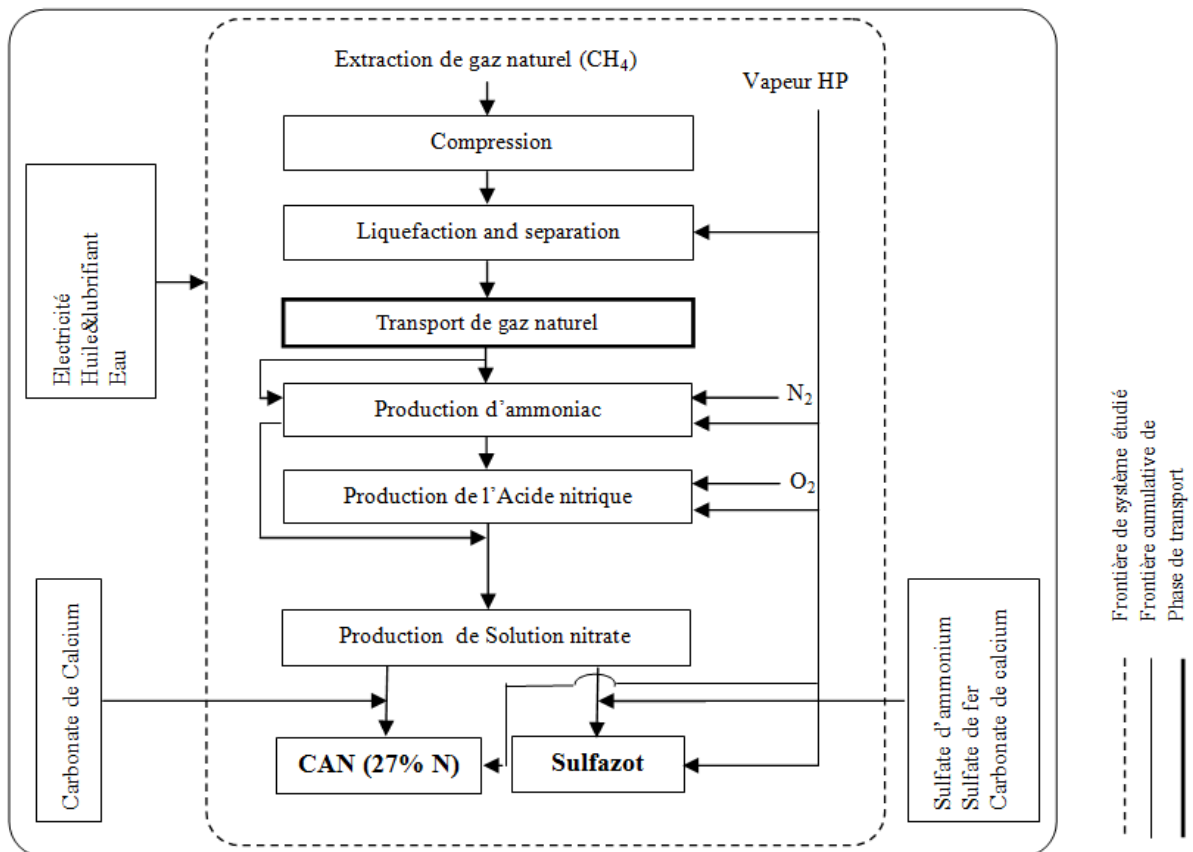 Extraction de gaz naturel (CH₄)
Vapeur HP
Compression
Liquefaction and separation
Electricité
Huile&lubrifiant
Eau
Transport de gaz naturel
Production d'ammoniac
N₂
Production de l'Acide nitrique
O₂
Production de Solution nitrate
Carbonate de Calcium
CAN (27% N)
Sulfazot
Sulfate d'ammonium
Sulfate de fer
Carbonate de calcium
Frontière de système étudié
Frontière cumulative de
Phase de transport